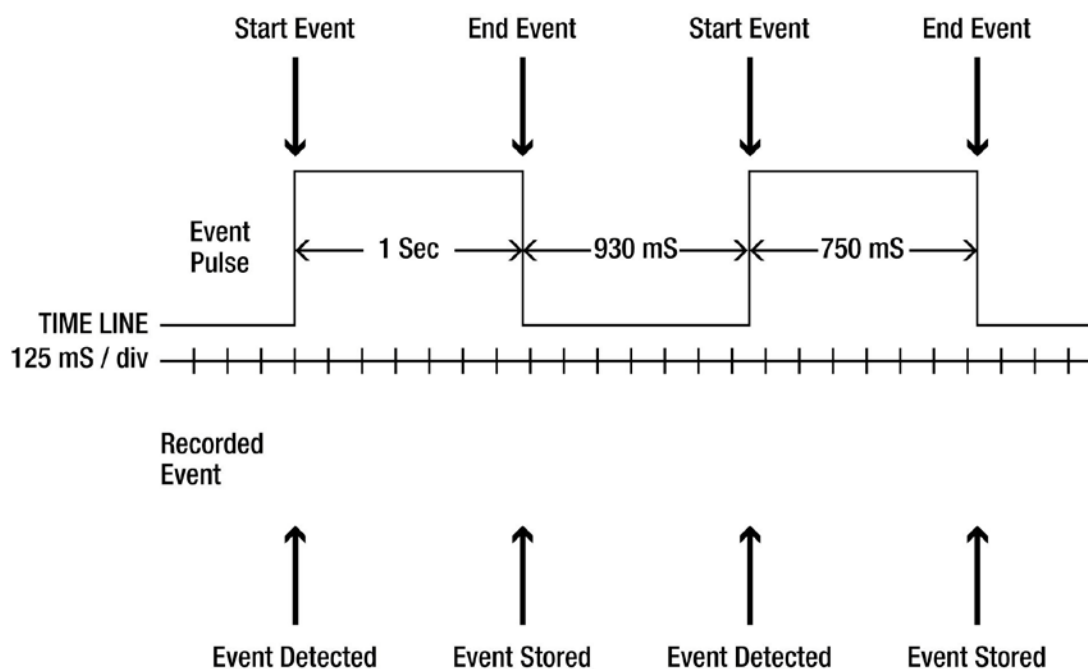 Start Event
End Event
Start Event
End Event
Event
Pulse
1 Sec
930 mS
750 mS
TIME LINE
125 mS / div
Recorded
Event
Event Detected
Event Stored
Event Detected
Event Stored